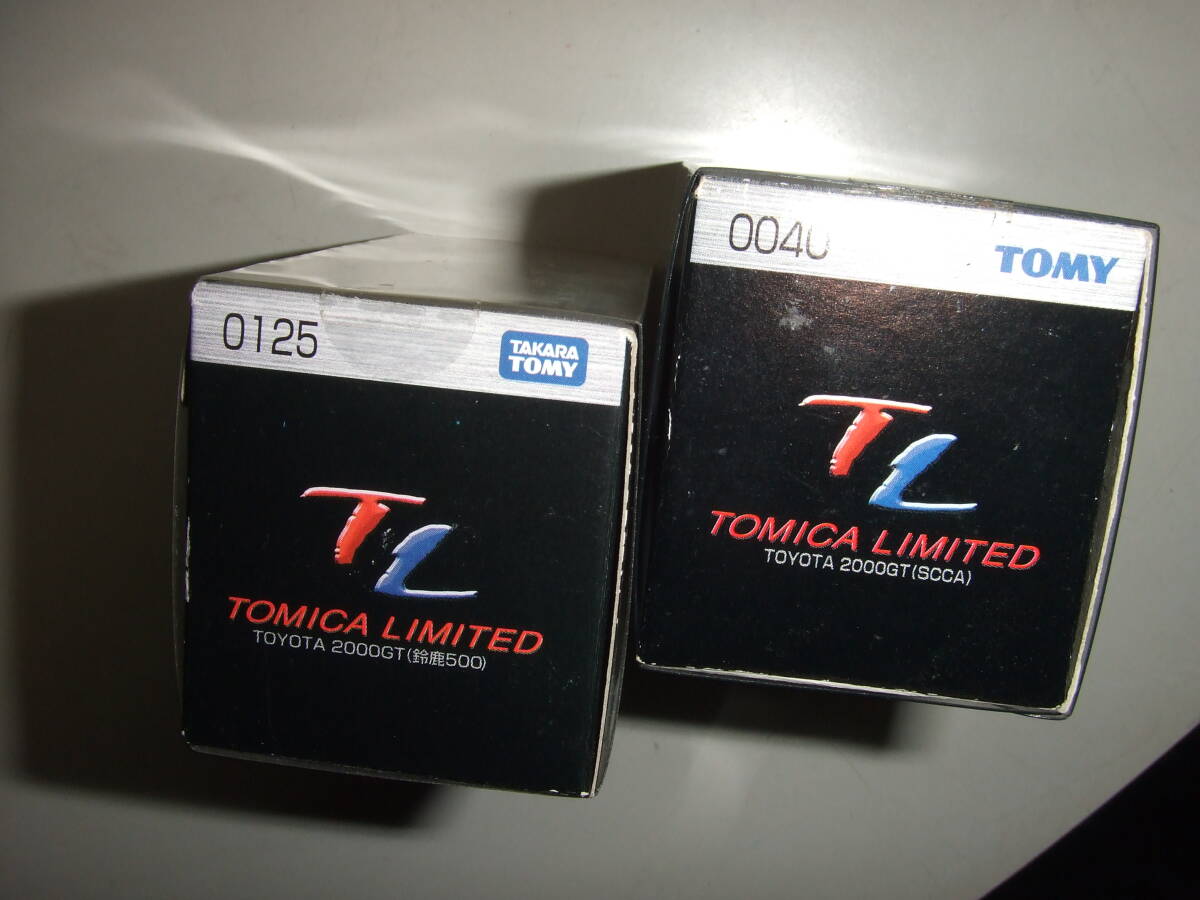 0125
TAKARA
TOMY
TL
TOMICA LIMITED
TOYOTA 2000GT(鈴鹿500)
0040
TOMY
TL
TOMICA LIMITED
TOYOTA 2000GT(SCCA)